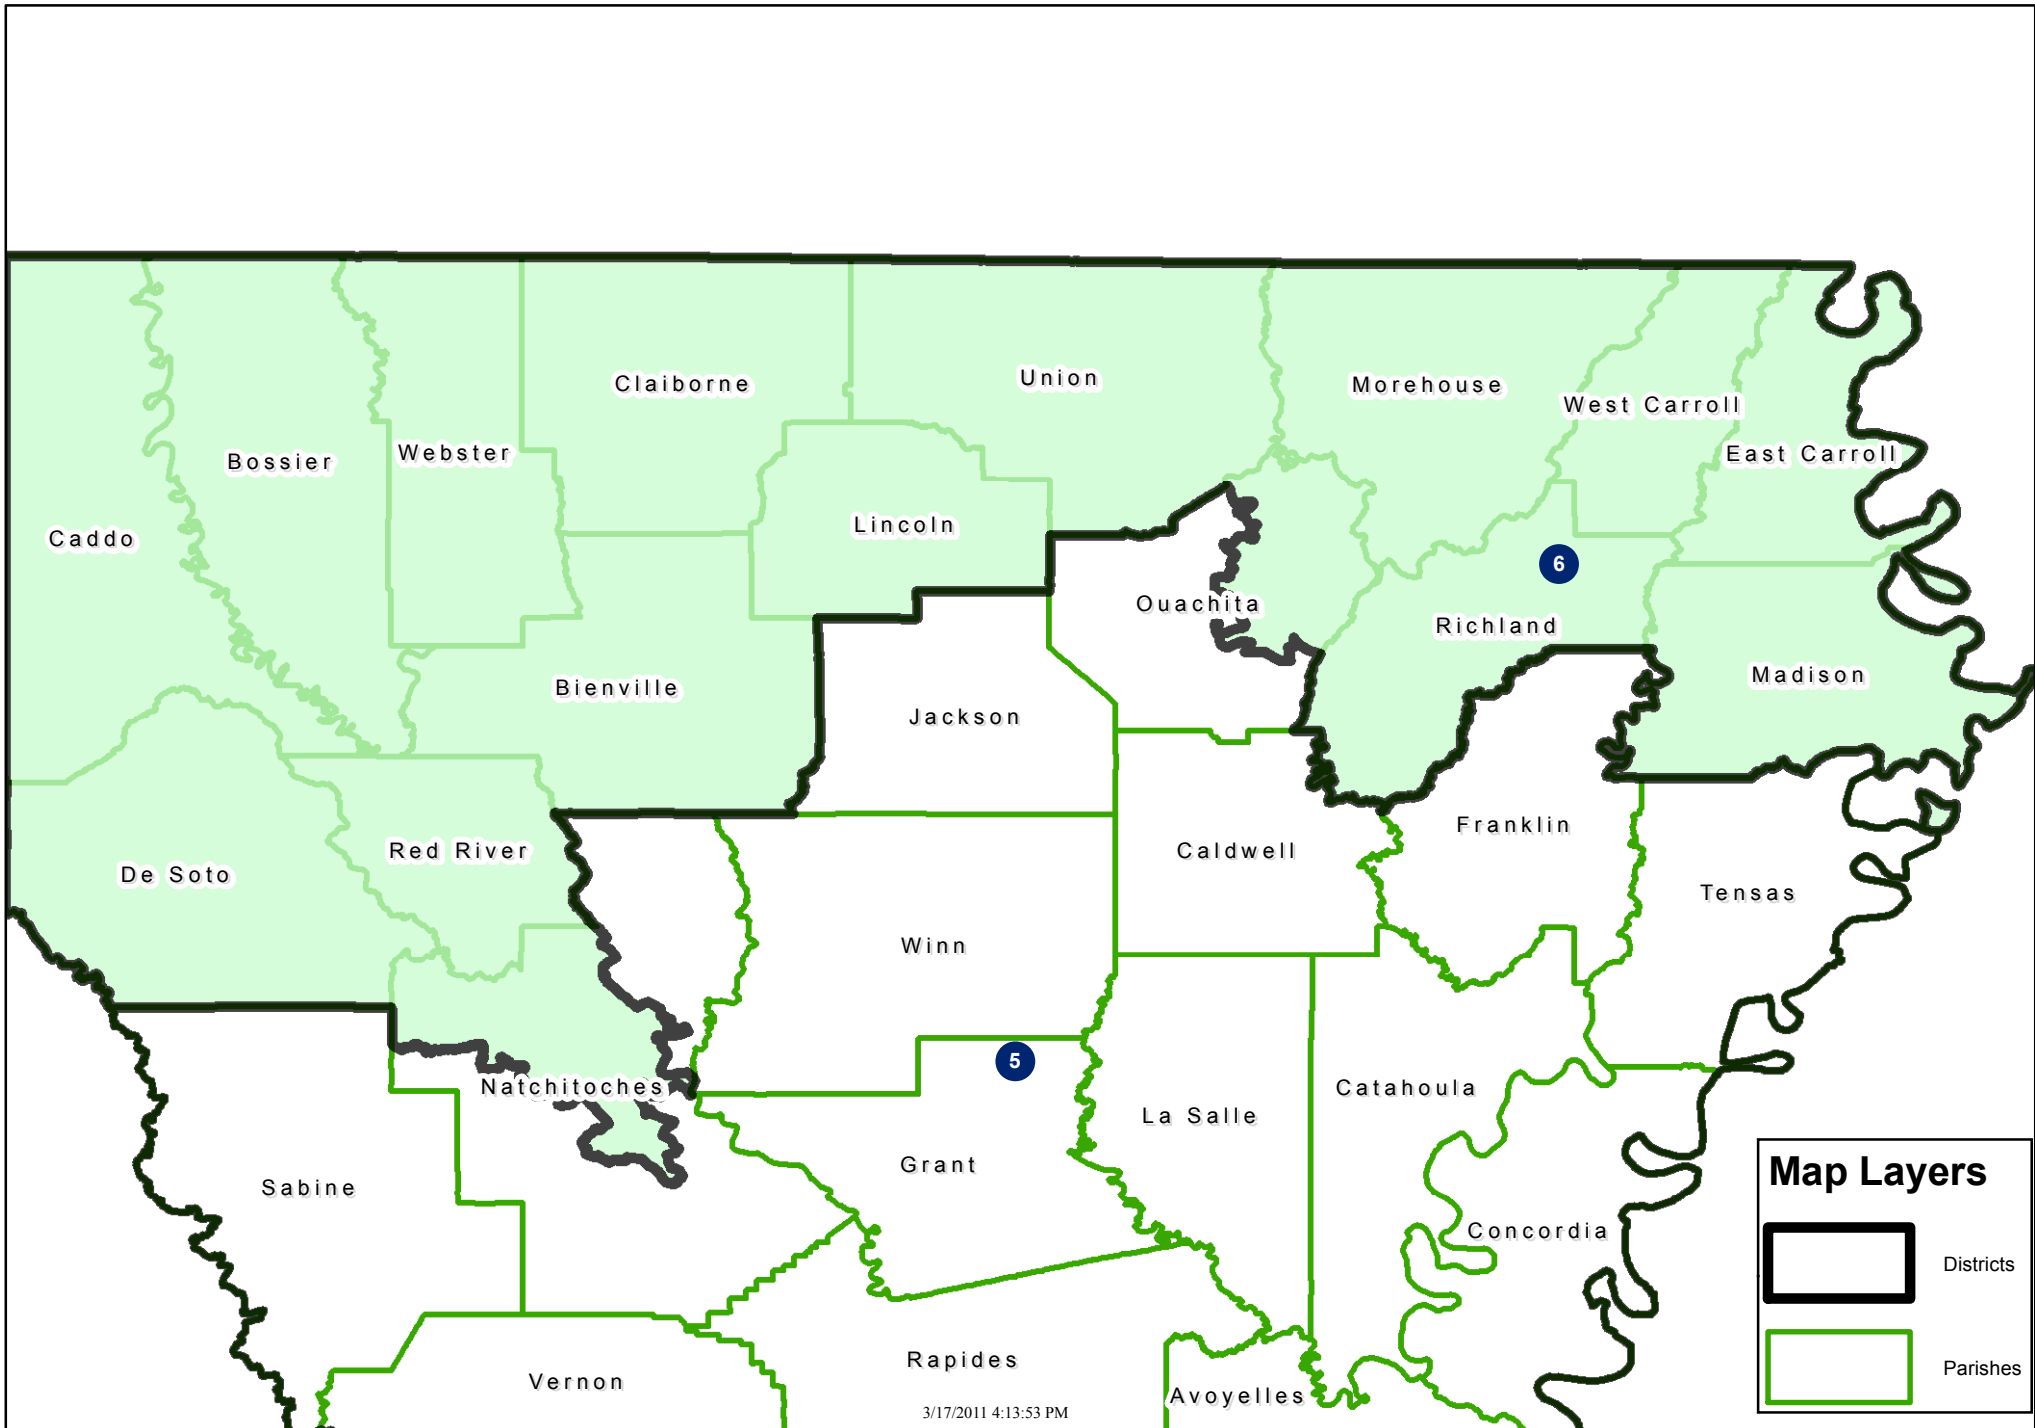 Union
Claiborne
Morehouse
West Carroll
Webster
East Carroll
Bossier
Lincoln
Caddo
6
Ouachita
Richland
Madison
Bienville
Jackson
Franklin
Red River
Caldwell
De Soto
Tensas
Winn
5
Natchitoches
Catahoula
La Salle
Grant
Sabine
Concordia
Rapides
Vernon
Avoyelles
3/17/2011 4:13:53 PM
Map Layers
Districts
Parishes